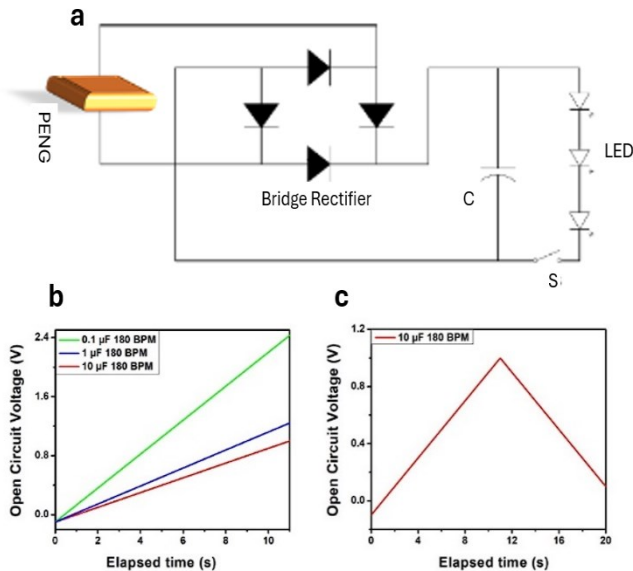 a
PENG
Bridge Rectifier
C
LED
S
b
Open Circuit Voltage (V)
2.4
1.6
0.8
0.0
0.1 µF 180 BPM
1 µF 180 BPM
10 µF 180 BPM
0 2 4 6 8 10
Elapsed time (s)
c
Open Circuit Voltage (V)
1.2
0.8
0.4
0.0
10 µF 180 BPM
0 4 8 12 16 20
Elapsed time (s)